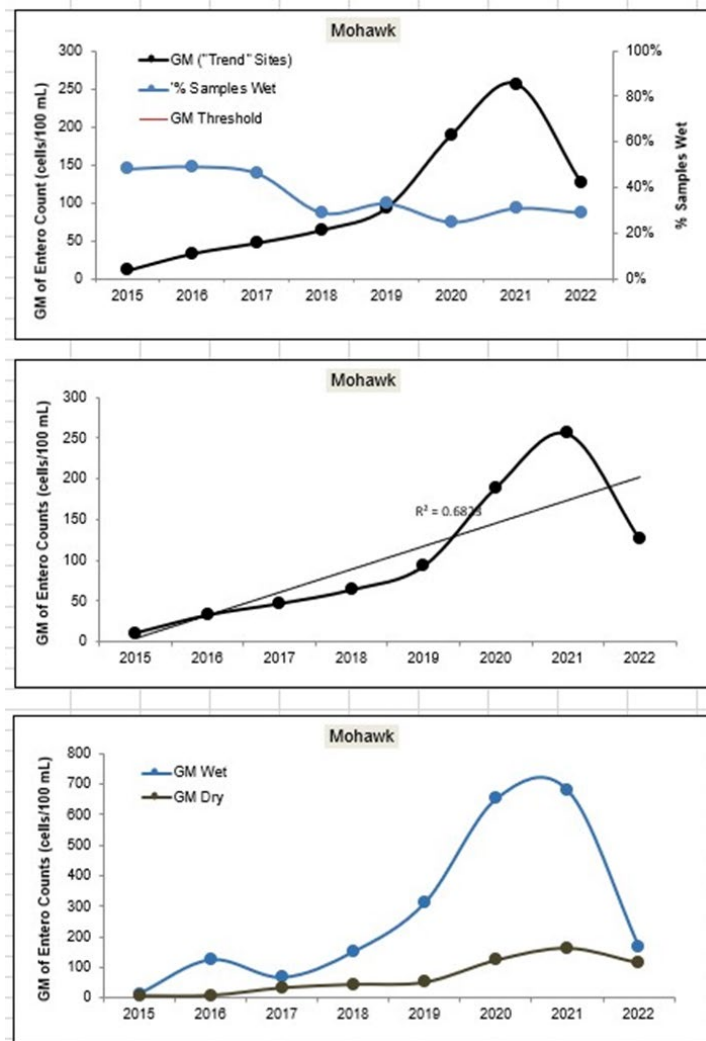 Mohawk
GM ("Trend" Sites)
'% Samples Wet
GM Threshold
GM of Entero Count (cells/100 mL)
300
250
200
150
100
50
0
100%
80%
60%
40%
20%
0%
% Samples Wet
2015 2016 2017 2018 2019 2020 2021 2022
Mohawk
GM of Entero Counts (cells/100 mL)
300
250
200
150
100
50
0
R² = 0.6823
2015 2016 2017 2018 2019 2020 2021 2022
Mohawk
GM Wet
GM Dry
GM of Entero Counts (cells/100 mL)
800
700
600
500
400
300
200
100
0
2015 2016 2017 2018 2019 2020 2021 2022